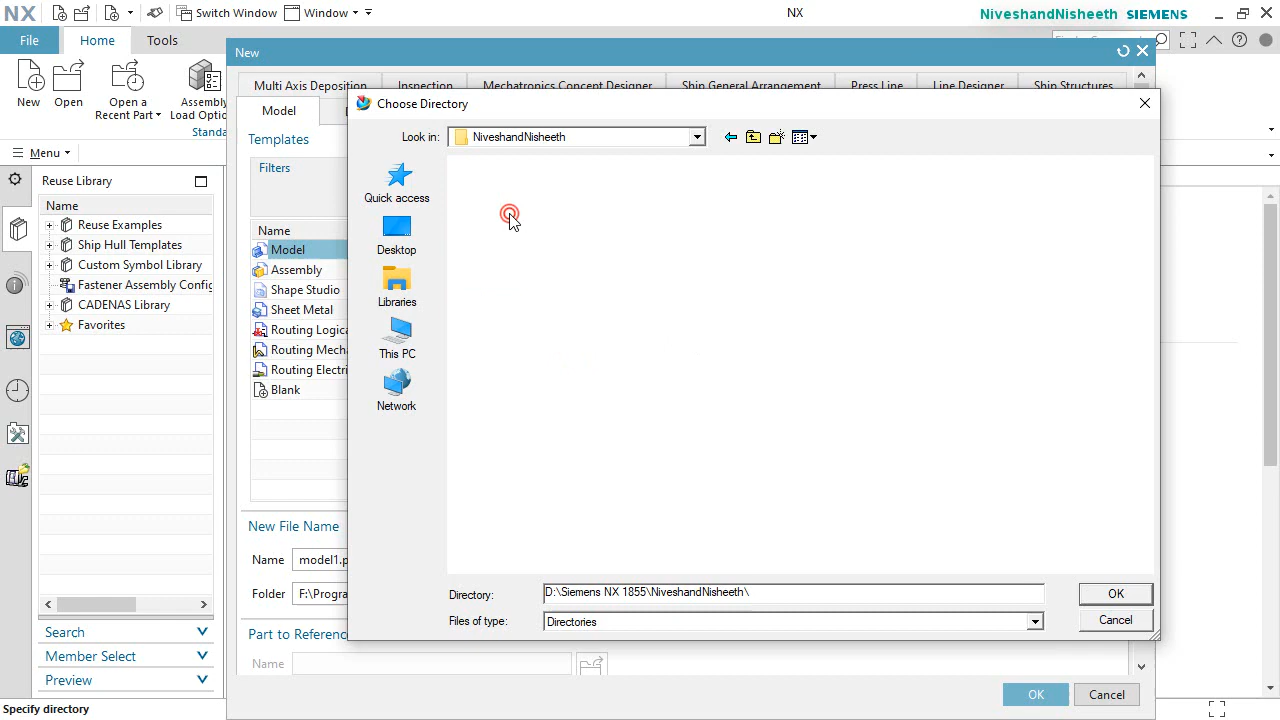 NX Switch Window Window NX NiveshandNisheeth SIEMENS
File Home Tools
New Open Open a Recent Part Assembly Load Option
Standa
Menu
Reuse Library
Name
Reuse Examples
Ship Hull Templates
Custom Symbol Library
Fastener Assembly Config
CADENAS Library
Favorites
Search
Member Select
Preview
Specify directory
New
Multi Axis Deposition Inspection Mechatronics Concept Designer Ship General Arrangement Press Line Line Designer Ship Structures
Model
Templates
Filters
Name
Model
Assembly
Shape Studio
Sheet Metal
Routing Logica
Routing Mecha
Routing Electri
Blank
New File Name
Name model1.p
Folder F:\Progra
Part to Reference
Name
OK Cancel
Choose Directory
Look in: NiveshandNisheeth
Quick access
Desktop
Libraries
This PC
Network
Directory: D:\Siemens NX 1855\NiveshandNisheeth\ OK
Files of type: Directories Cancel